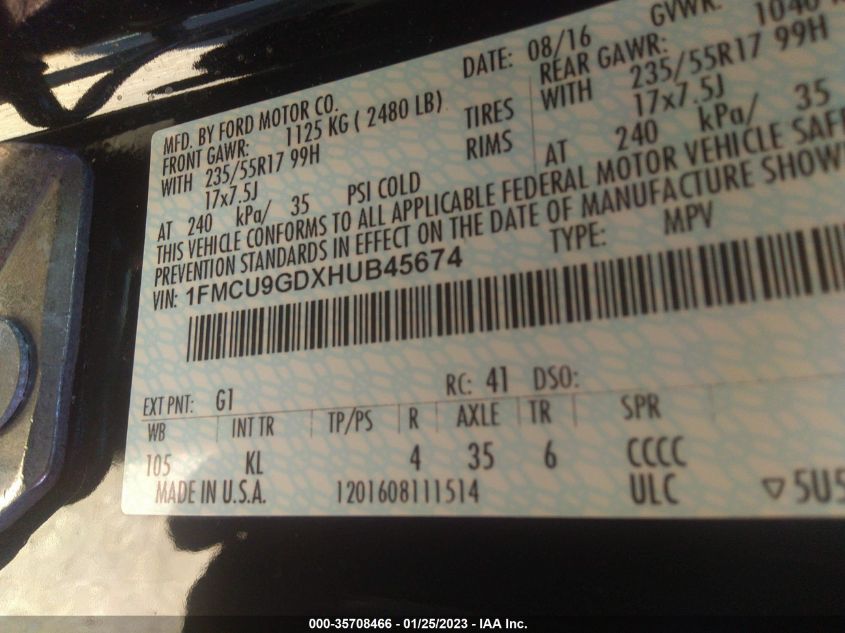 MFD. BY FORD MOTOR CO. DATE: 08/16 GVWR:
FRONT GAWR: 1125 KG ( 2480 LB) REAR GAWR: 1040
WITH 235/55R17 99H TIRES WITH 235/55R17 99H
17x7.5J RIMS 17x7.5J
AT 240 kPa/ 35 PSI COLD AT 240 kPa/ 35
THIS VEHICLE CONFORMS TO ALL APPLICABLE FEDERAL MOTOR VEHICLE
PREVENTION STANDARDS IN EFFECT ON THE DATE OF MANUFACTURE
VIN: 1FMCU9GDXHUB45674 TYPE: MPV
EXT PNT: G1 RC: 41 DSO:
WB INT TR TP/PS R AXLE TR SPR
105 KL 4 35 6 CCCC
MADE IN U.S.A. 1201608111514 ULC ▽5U5
000-35708466 - 01/25/2023 - IAA Inc.